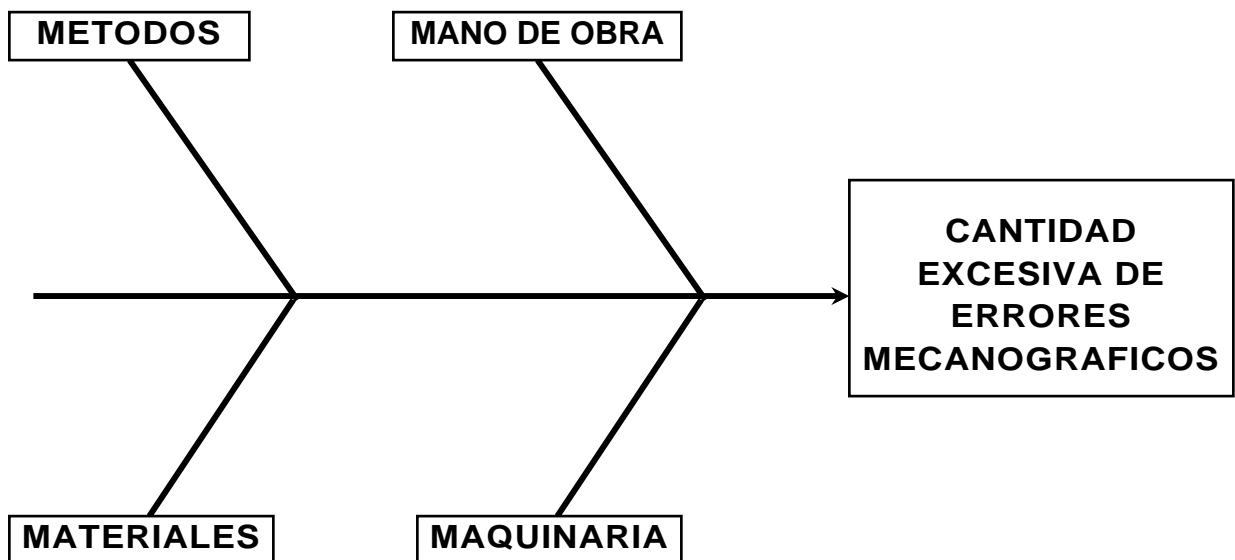 METODOS
MANO DE OBRA
CANTIDAD
EXCESIVA DE
ERRORES
MECANOGRAFICOS
MATERIALES
MAQUINARIA